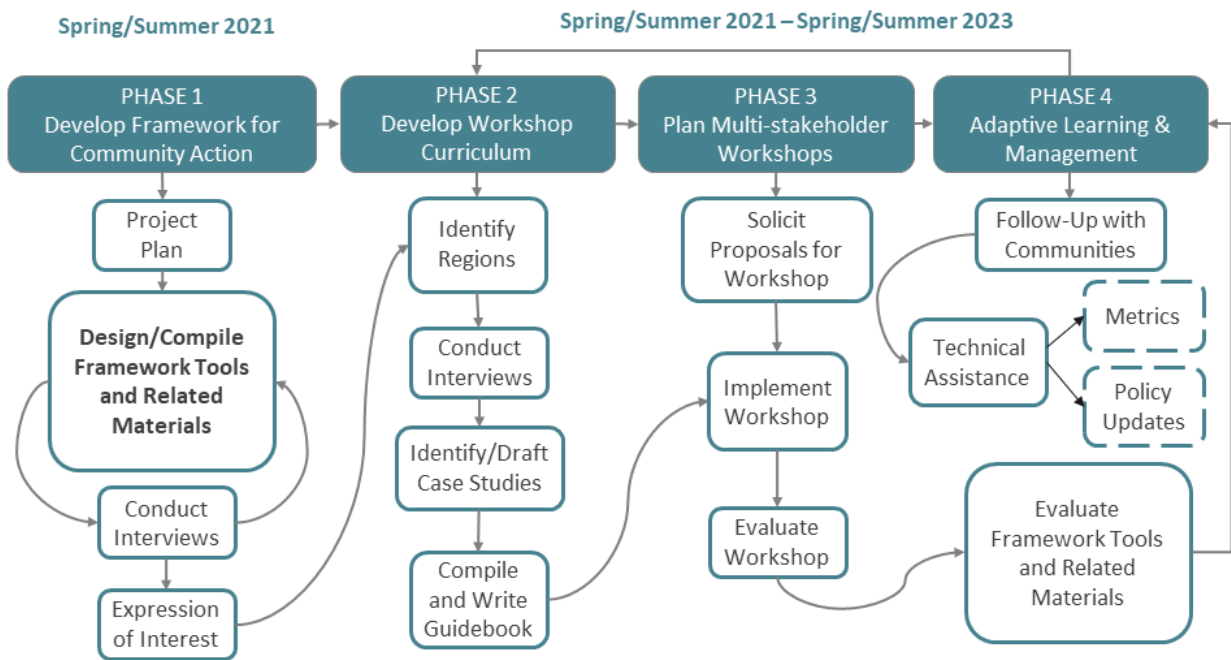 Spring/Summer 2021
Spring/Summer 2021 – Spring/Summer 2023
PHASE 1
Develop Framework for
Community Action
PHASE 2
Develop Workshop
Curriculum
PHASE 3
Plan Multi-stakeholder
Workshops
PHASE 4
Adaptive Learning &
Management
Project
Plan
Design/Compile
Framework Tools
and Related
Materials
Conduct
Interviews
Expression
of Interest
Identify
Regions
Conduct
Interviews
Identify/Draft
Case Studies
Compile
and Write
Guidebook
Solicit
Proposals for
Workshop
Implement
Workshop
Evaluate
Workshop
Follow-Up with
Communities
Technical
Assistance
Metrics
Policy
Updates
Evaluate
Framework Tools
and Related
Materials